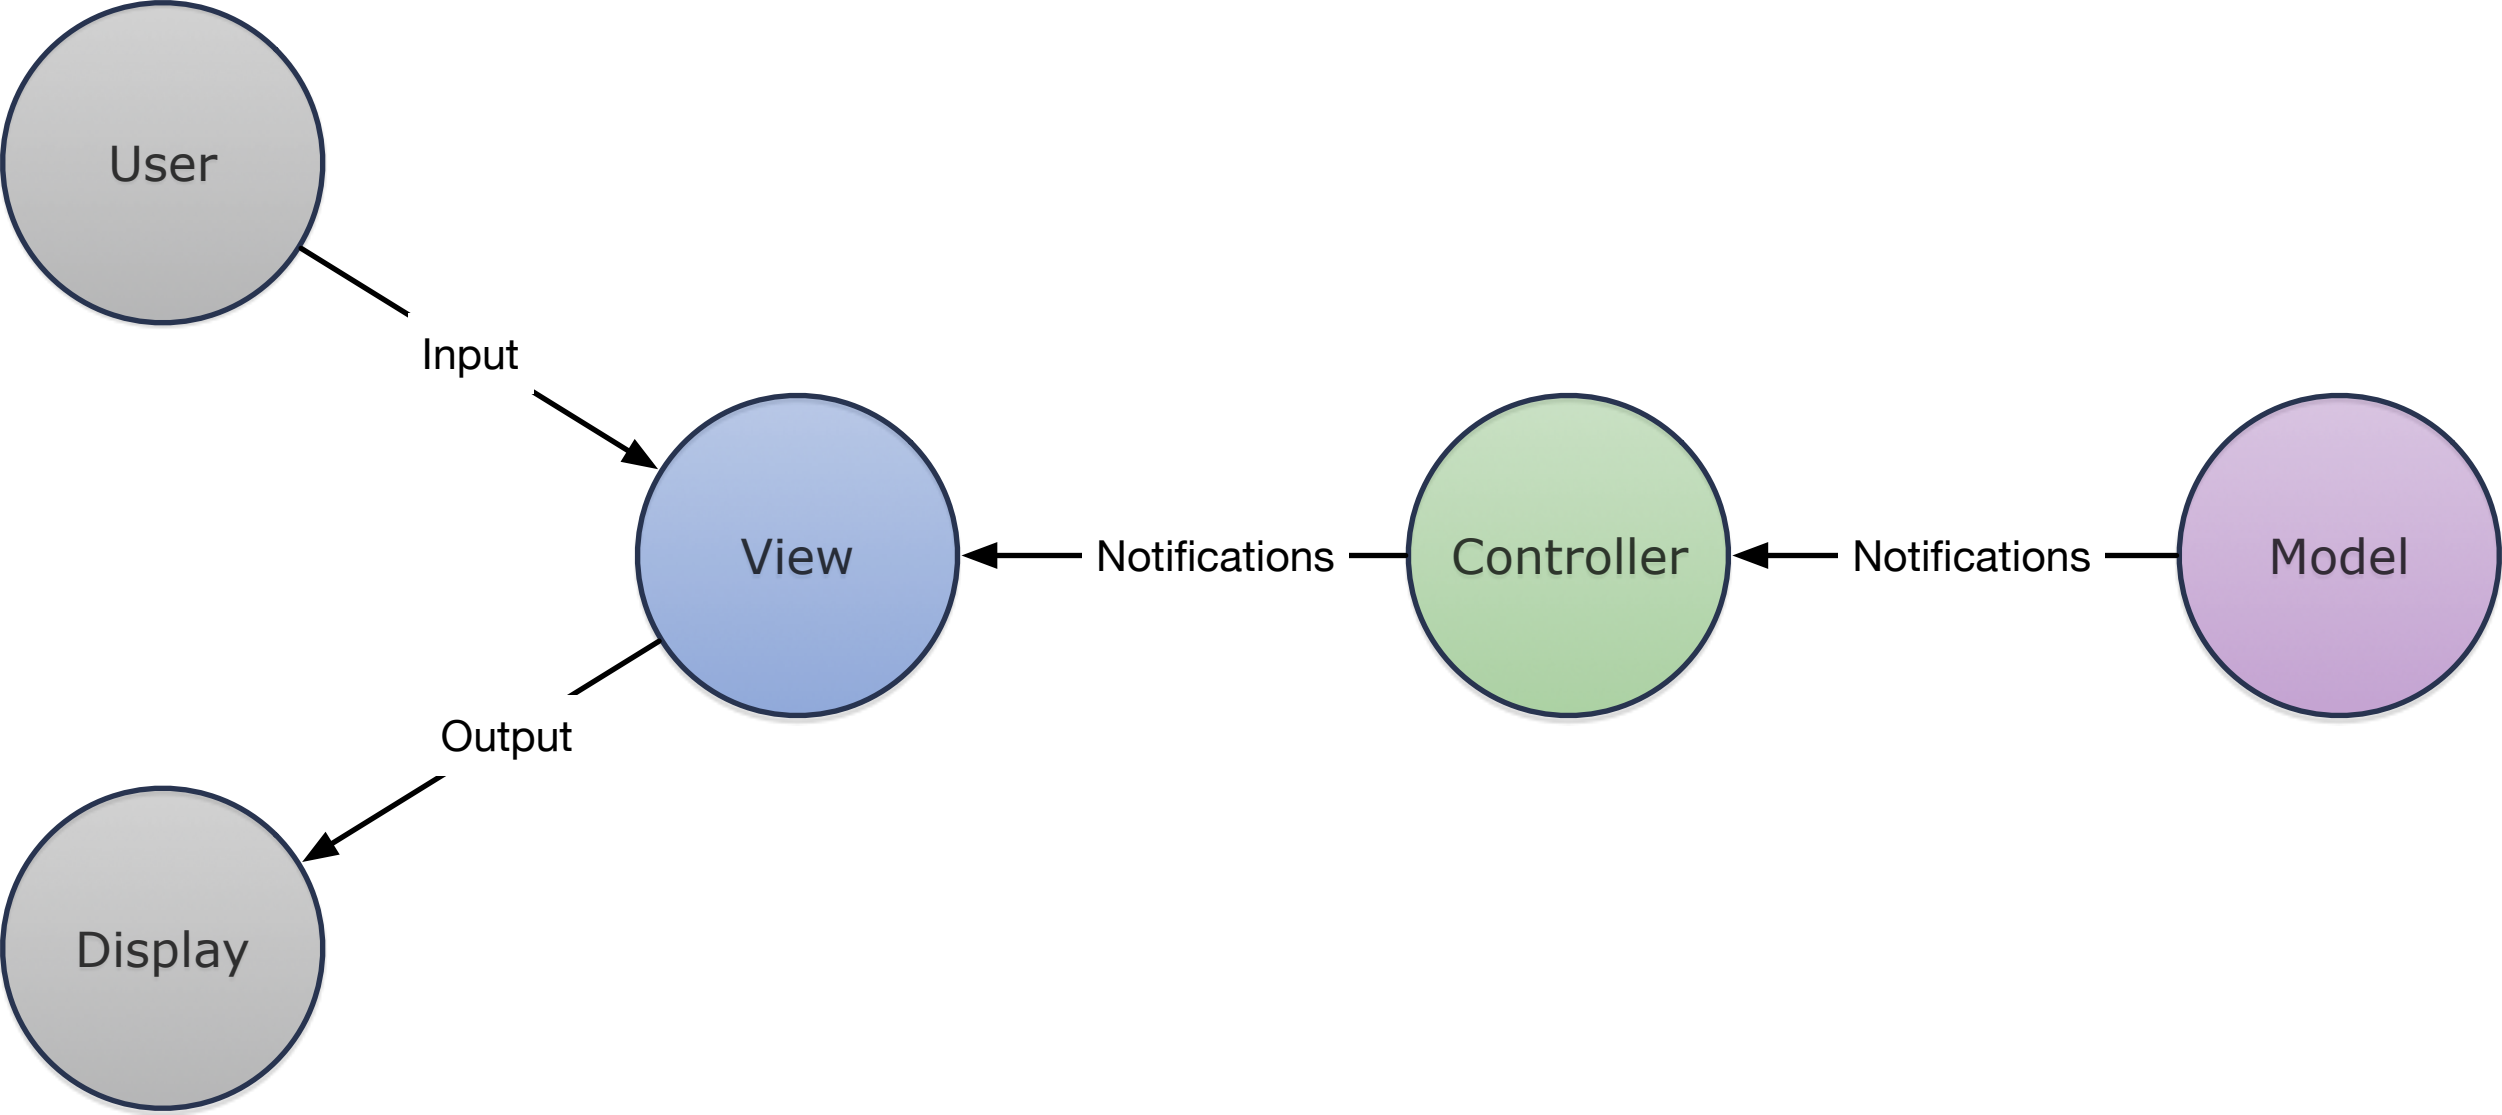 User
Input
View
Notifications
Controller
Notifications
Model
Output
Display